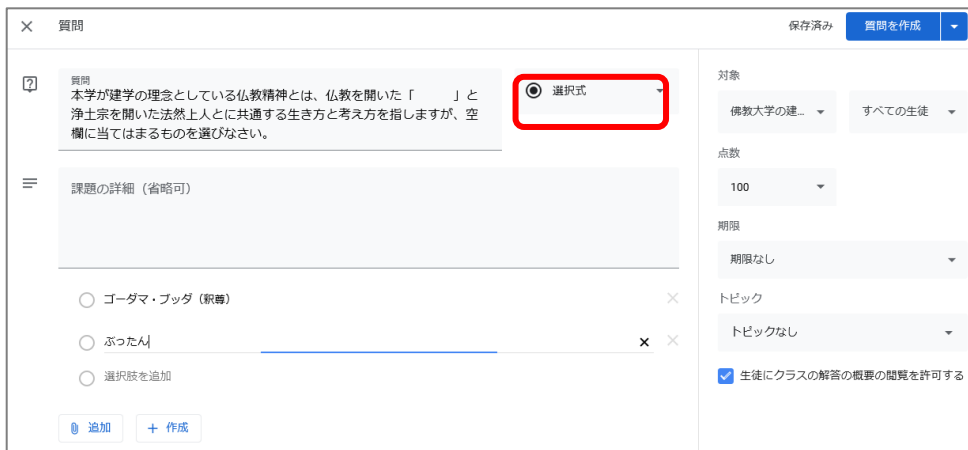 質問
保存済み
質問を作成
質問
本学が建学の理念としている仏教精神とは、仏教を開いた「　　　」と
浄土宗を開いた法然上人とに共通する生き方と考え方を指しますが、空
欄に当てはまるものを選びなさい。
選択式
課題の詳細（省略可）
ゴーダマ・ブッダ（釈尊）
ぶったん
選択肢を追加
追加
作成
対象
佛教大学の建...
すべての生徒
点数
100
期限
期限なし
トピック
トピックなし
生徒にクラスの解答の概要の閲覧を許可する